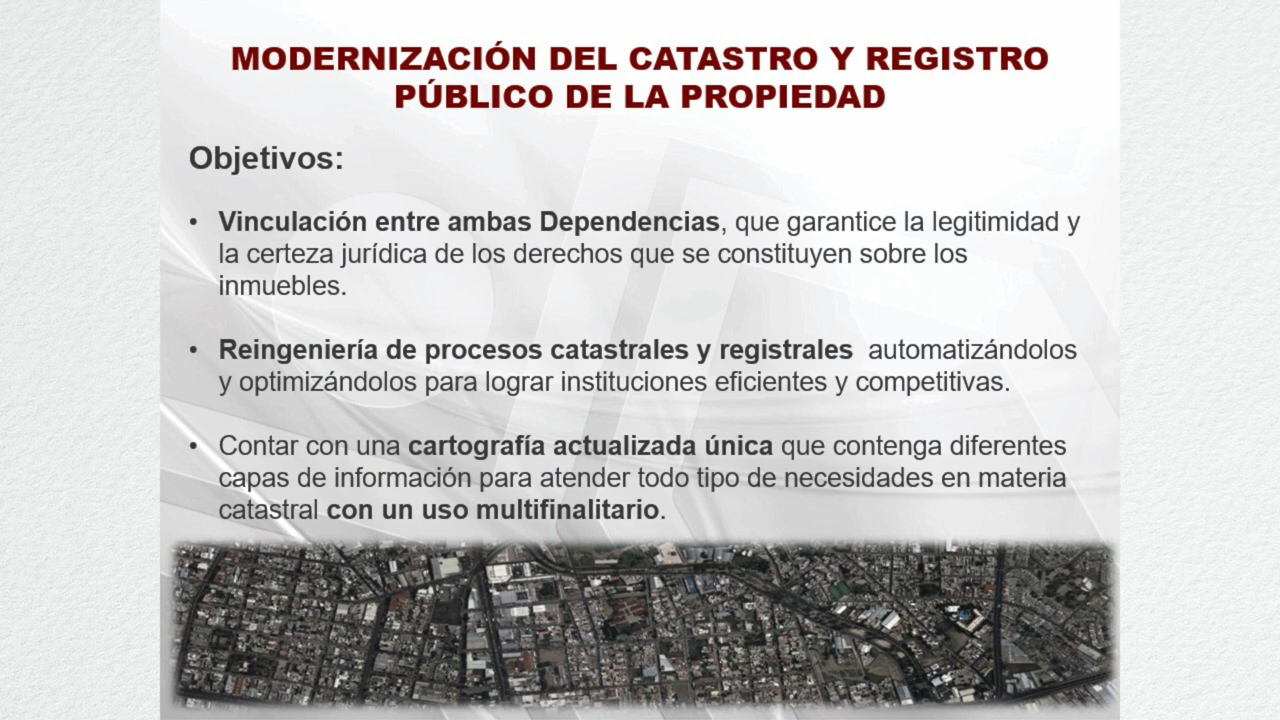 MODERNIZACIÓN DEL CATASTRO Y REGISTRO
PÚBLICO DE LA PROPIEDAD
Objetivos:
• Vinculación entre ambas Dependencias, que garantice la legitimidad y
la certeza jurídica de los derechos que se constituyen sobre los
inmuebles.
• Reingeniería de procesos catastrales y registrales automatizándolos
y optimizándolos para lograr instituciones eficientes y competitivas.
• Contar con una cartografía actualizada única que contenga diferentes
capas de información para atender todo tipo de necesidades en materia
catastral con un uso multifinalitario.